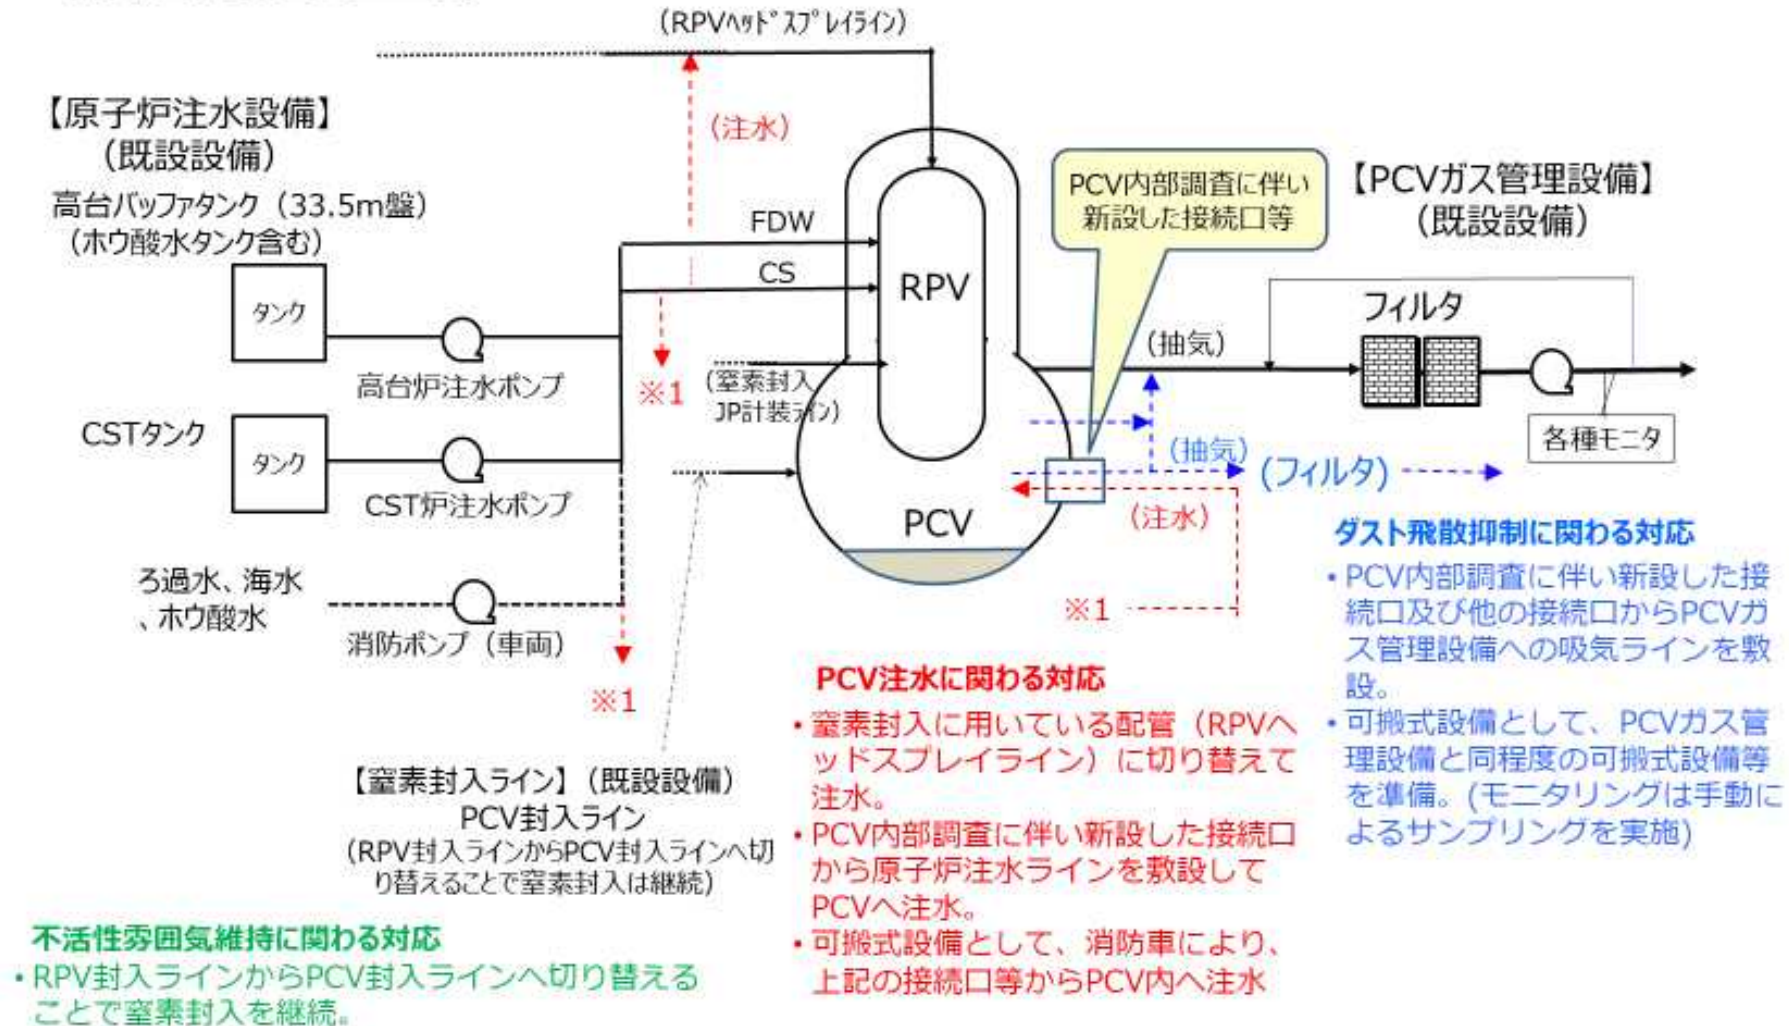 (RPVﾍｯﾄﾞｽﾌﾟﾚｲﾗｲﾝ)
【原子炉注水設備】
(既設設備)
高台バッファタンク（33.5m盤）
(ホウ酸水タンク含む)
タンク
高台炉注水ポンプ
CSTタンク
タンク
CST炉注水ポンプ
ろ過水、海水
、ホウ酸水
消防ポンプ（車両）
(注水)
FDW
CS
※1
(窒素封入
JP計装ﾗｲﾝ)
※1
RPV
PCV
PCV内部調査に伴い
新設した接続口等
【PCVガス管理設備】
(既設設備)
フィルタ
(抽気)
各種モニタ
(抽気)
(フィルタ)
(注水)
※1
【窒素封入ライン】（既設設備）
PCV封入ライン
(RPV封入ラインからPCV封入ラインへ切
り替えることで窒素封入は継続)
不活性雰囲気維持に関わる対応
・RPV封入ラインからPCV封入ラインへ切り替える
ことで窒素封入を継続。
PCV注水に関わる対応
・窒素封入に用いている配管（RPVヘ
ッドスプレイライン）に切り替えて
注水。
・PCV内部調査に伴い新設した接続口
から原子炉注水ラインを敷設して
PCVへ注水。
・可搬式設備として、消防車により、
上記の接続口等からPCV内へ注水
ダスト飛散抑制に関わる対応
・PCV内部調査に伴い新設した接
続口及び他の接続口からPCVガ
ス管理設備への吸気ラインを敷
設。
・可搬式設備として、PCVガス管
理設備と同程度の可搬式設備等
を準備。(モニタリングは手動に
よるサンプリングを実施)